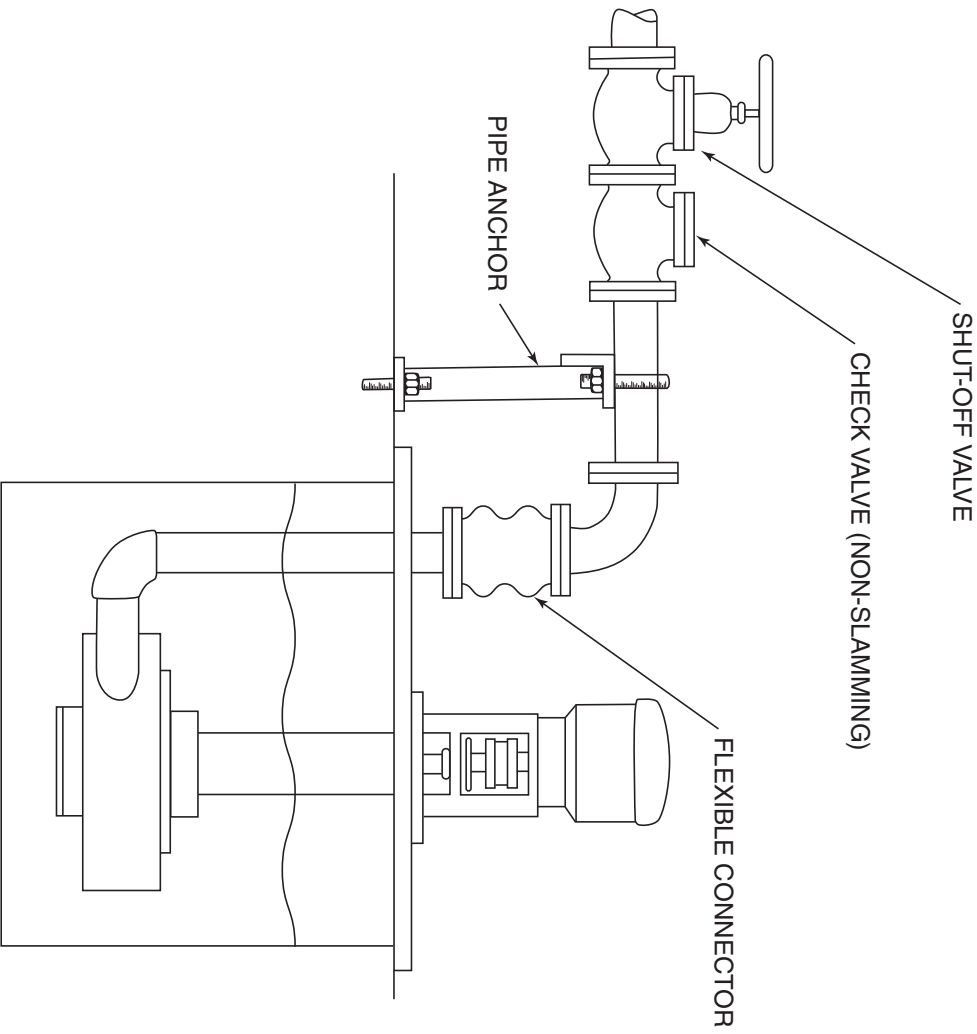 SHUT-OFF VALVE
CHECK VALVE (NON-SLAMMING)
FLEXIBLE CONNECTOR
PIPE ANCHOR